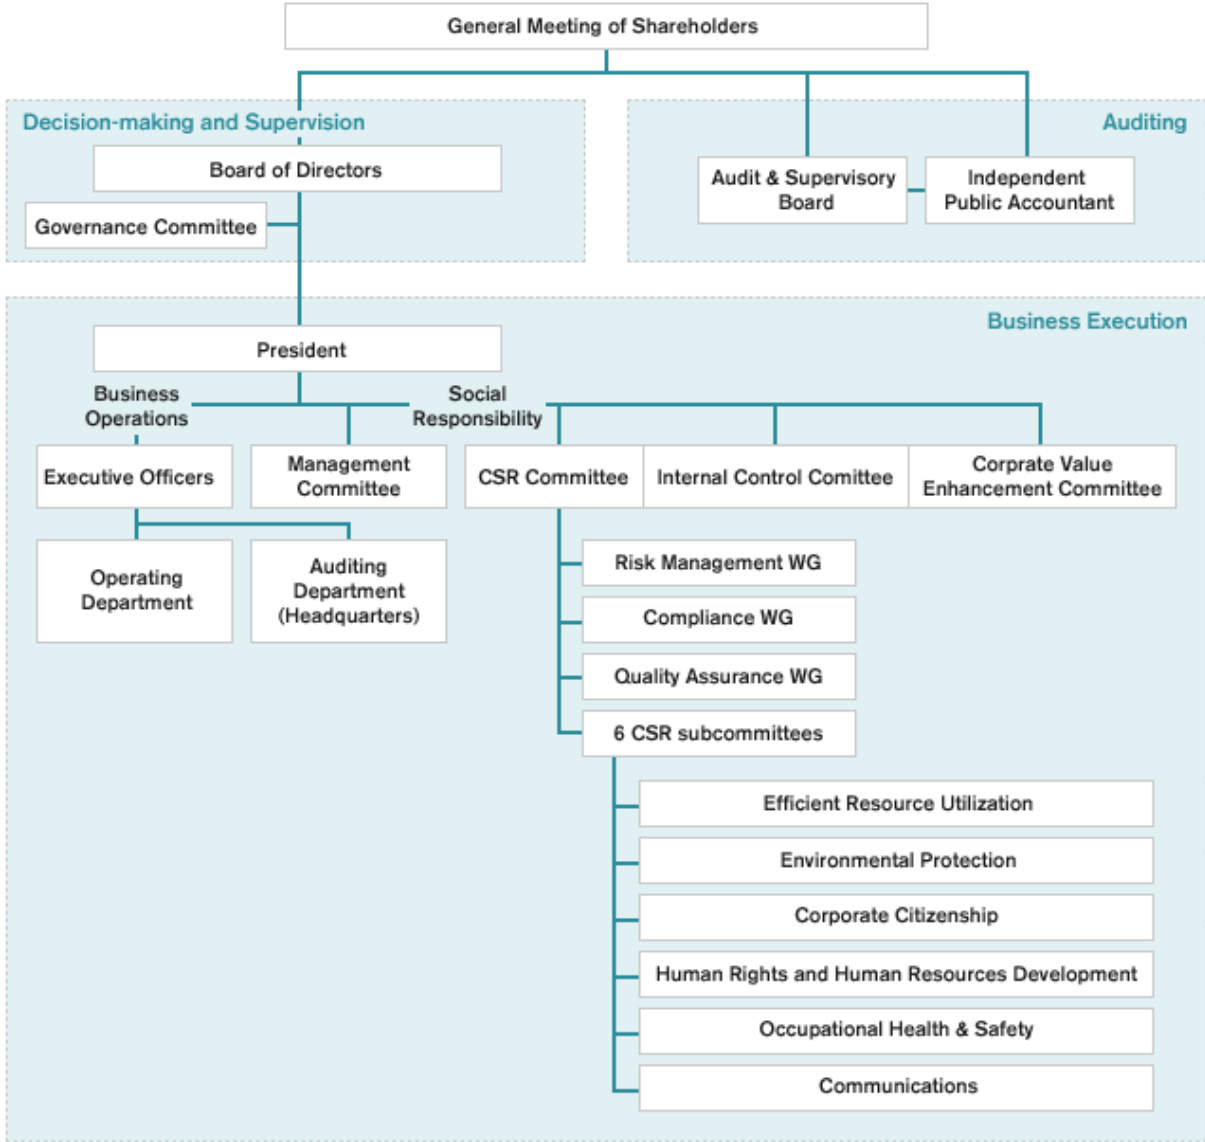 General Meeting of Shareholders
Decision-making and Supervision
Auditing
Board of Directors
Governance Committee
Audit & Supervisory
Board
Independent
Public Accountant
Business Execution
President
Business
Operations
Social
Responsibility
Executive Officers
Management
Committee
CSR Committee
Internal Control Comittee
Corprate Value
Enhancement Committee
Operating
Department
Auditing
Department
(Headquarters)
Risk Management WG
Compliance WG
Quality Assurance WG
6 CSR subcommittees
Efficient Resource Utilization
Environmental Protection
Corporate Citizenship
Human Rights and Human Resources Development
Occupational Health & Safety
Communications